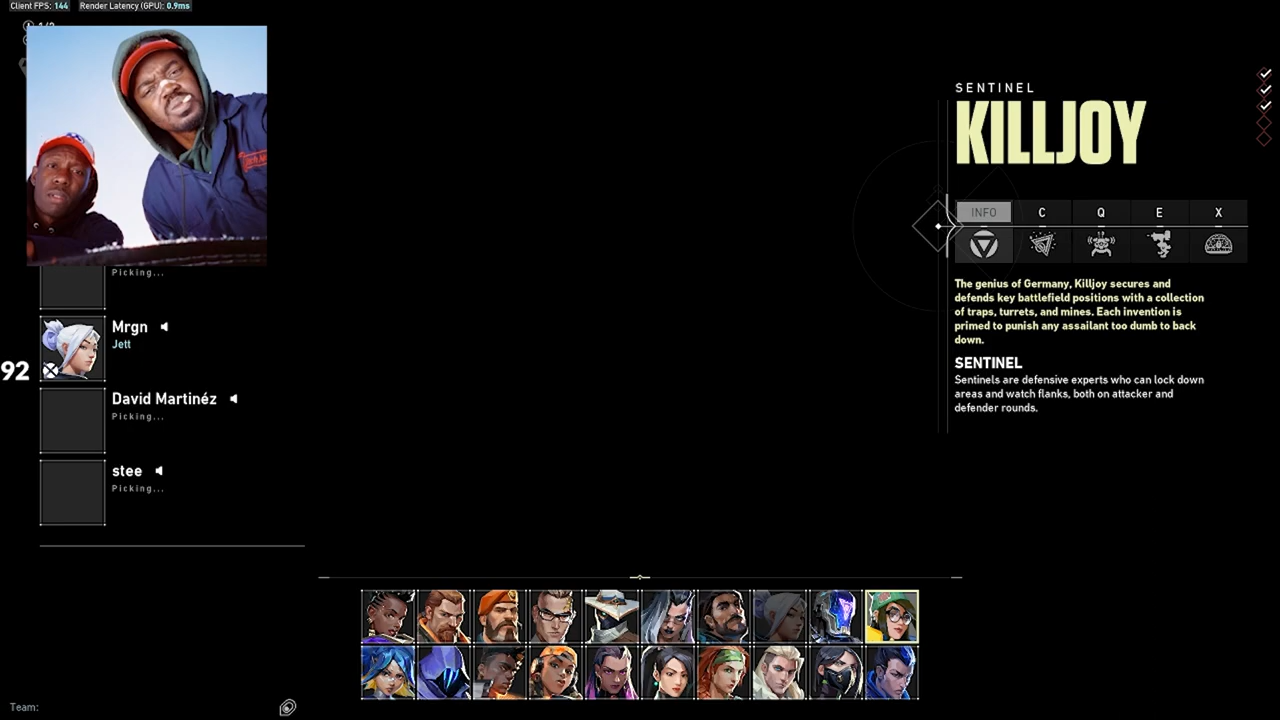 Client FPS: 144 Render Latency (GPU): 0.9ms
SENTINEL
KILLJOY
INFO C Q E X
Picking...
The genius of Germany, Killjoy secures and
defends key battlefield positions with a collection
of traps, turrets, and mines. Each invention is
primed to punish any assailant too dumb to back
down.
Mrgn
Jett
SENTINEL
Sentinels are defensive experts who can lock down
areas and watch flanks, both on attacker and
defender rounds.
92
David Martinéz
Picking...
stee
Picking...
Team: